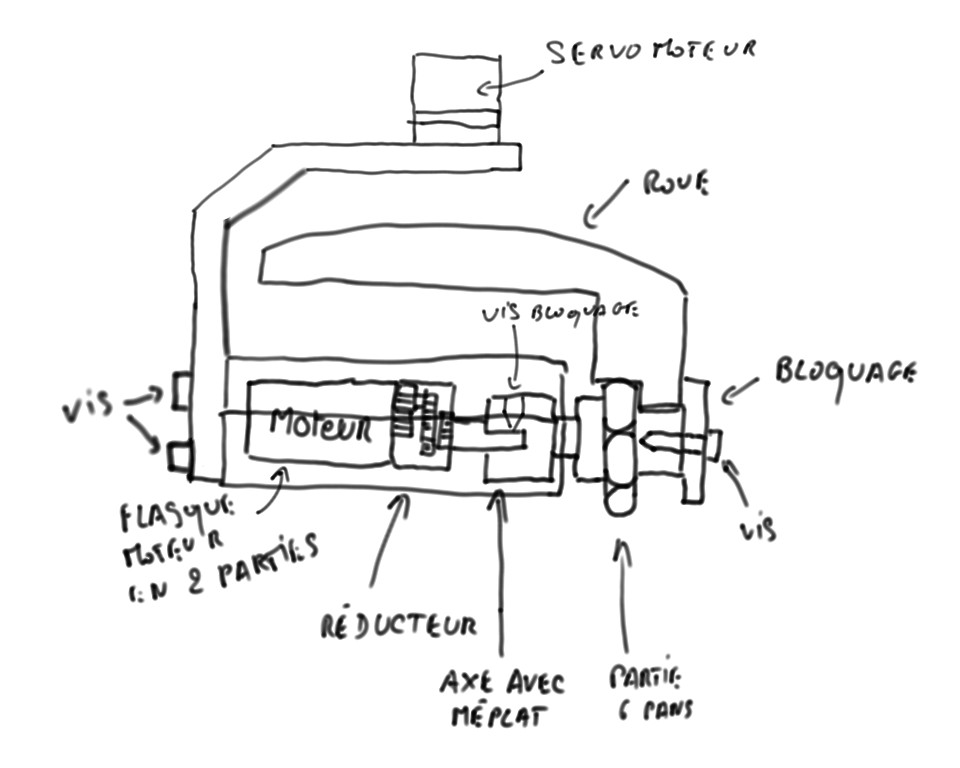 SERVO MOTEUR
ROUE
VIS BLOQUAGE
BLOQUAGE
VIS
MOTEUR
VIS
FLASQUE
MOTEUR
EN 2 PARTIES
RÉDUCTEUR
AXE AVEC
MÉPLAT
PARTIE
6 PANS